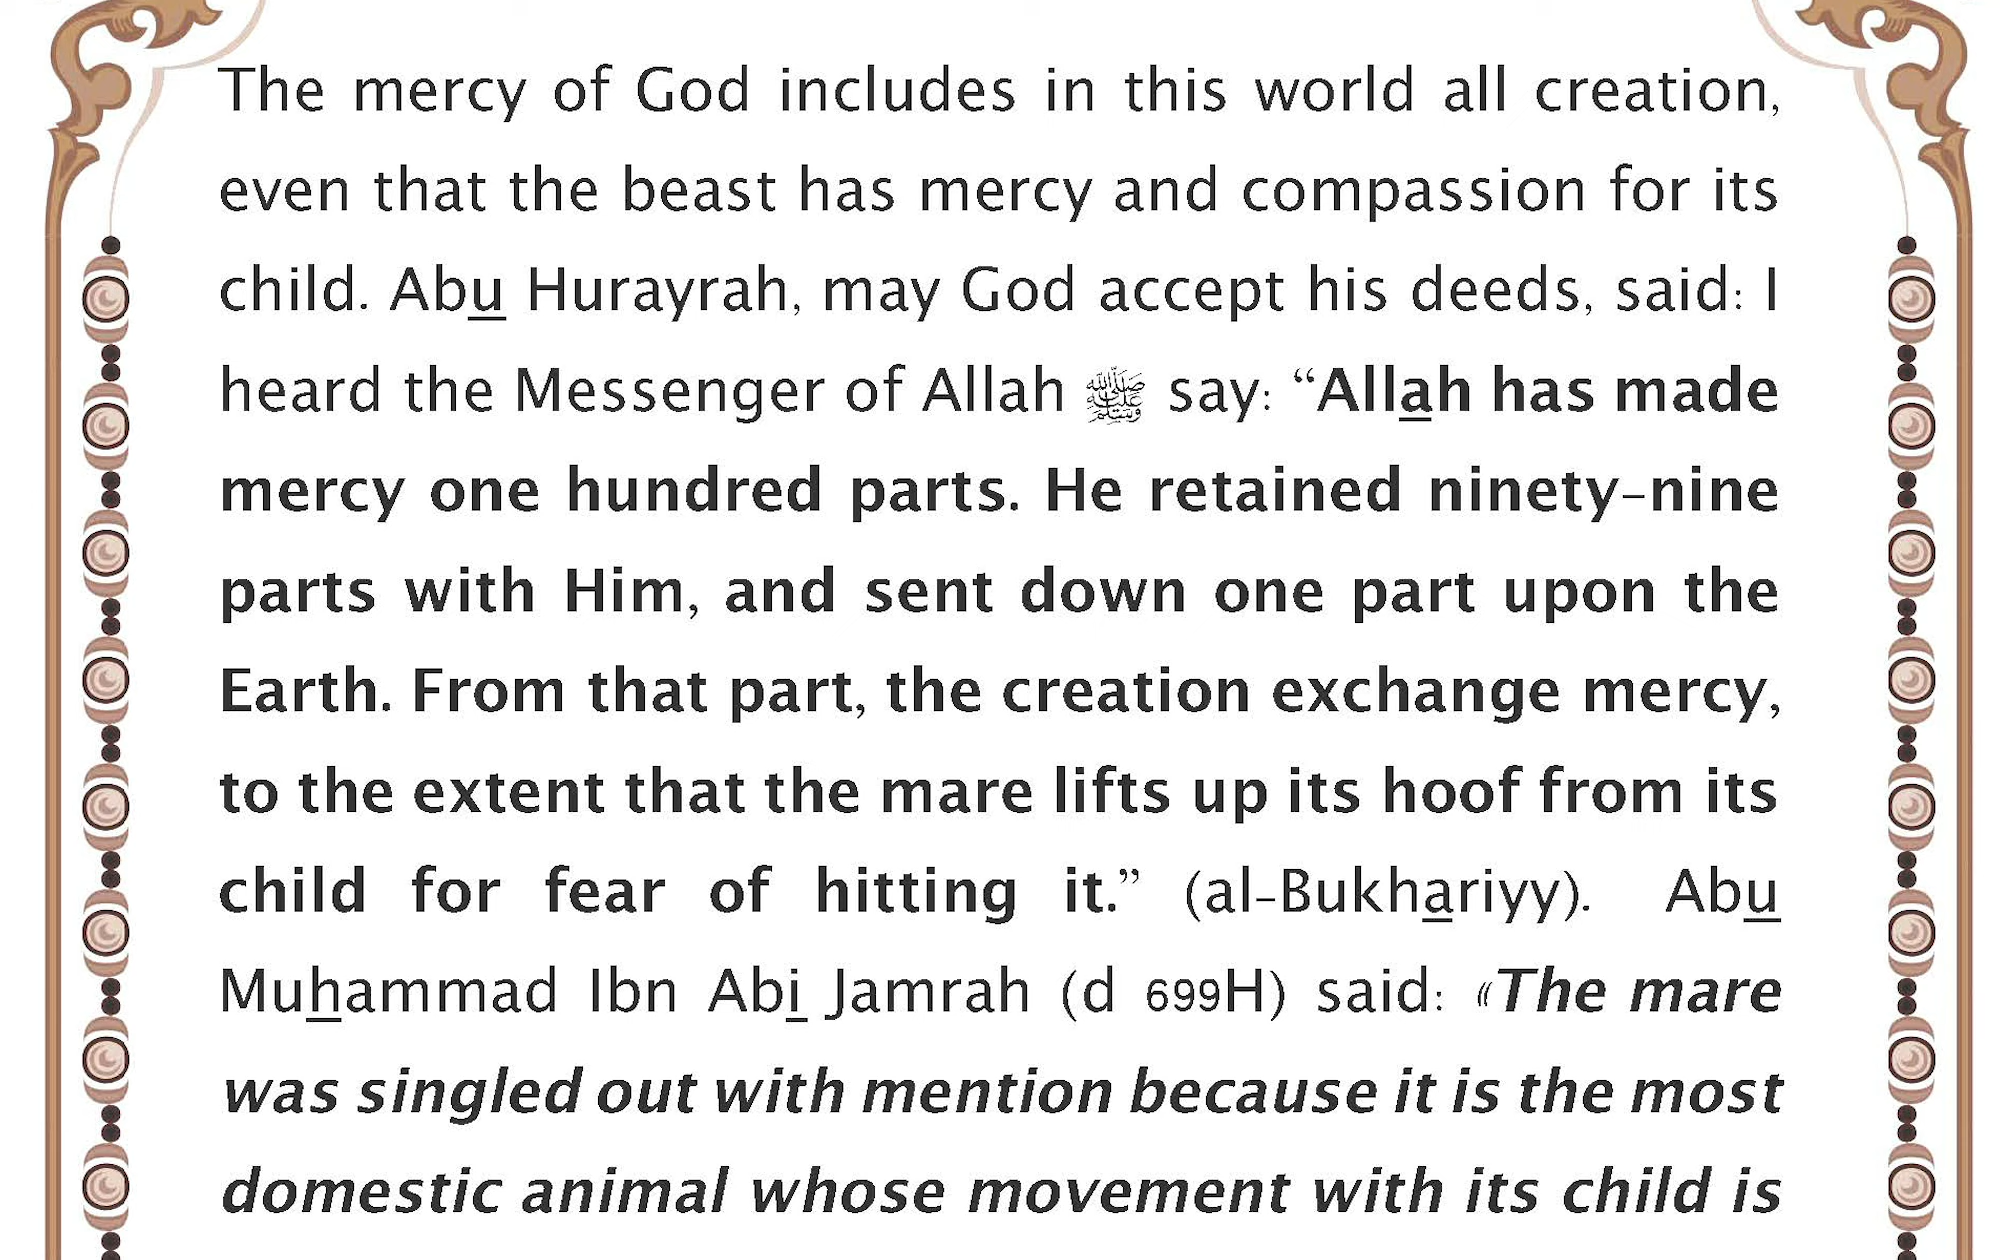 The mercy of God includes in this world all creation,
even that the beast has mercy and compassion for its
child. Abu̲ Hurayrah, may God accept his deeds, said: I
heard the Messenger of Allah ﷺ say: “Alla̲h has made
mercy one hundred parts. He retained ninety-nine
parts with Him, and sent down one part upon the
Earth. From that part, the creation exchange mercy,
to the extent that the mare lifts up its hoof from its
child for fear of hitting it.” (al-Bukha̲riyy). Abu̲
Muh̲ammad Ibn Abi̲ Jamrah (d 699H) said: «The mare
was singled out with mention because it is the most
domestic animal whose movement with its child is